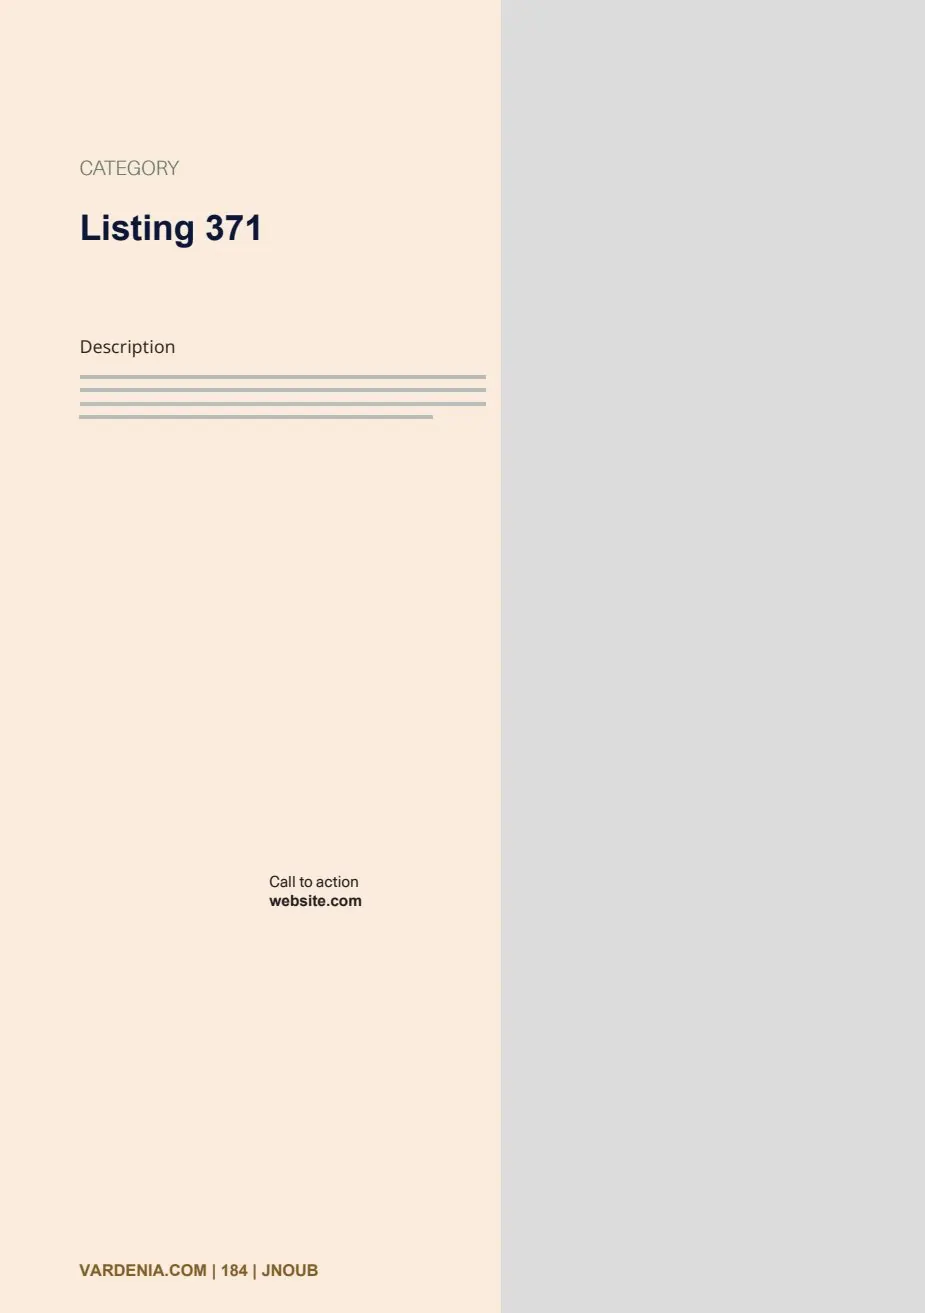 CATEGORY
Listing 371
Description
Call to action
website.com
VARDENIA.COM | 184 | JNOUB